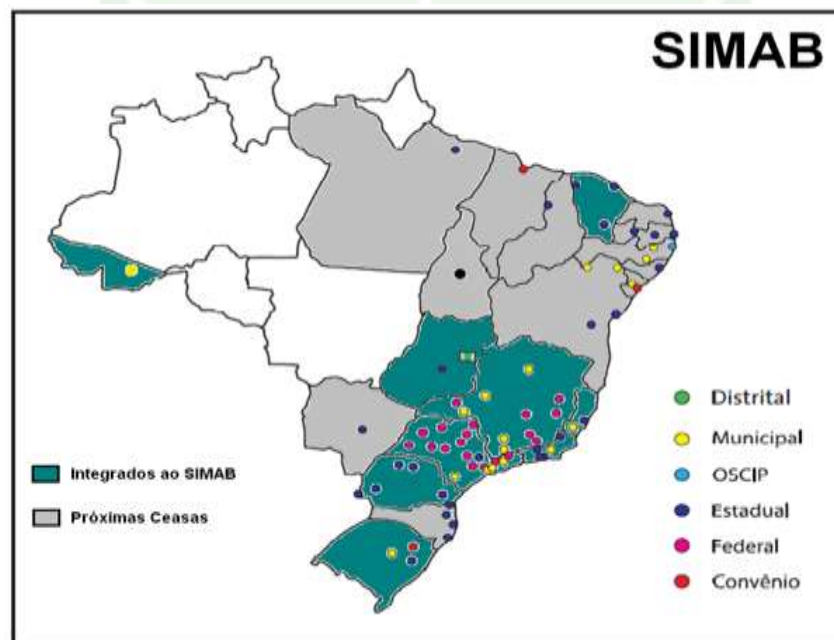 SIMAB
Distrital
Municipal
OSCIP
Estadual
Federal
Convênio
Integrados ao SIMAB
Próximas Ceasas